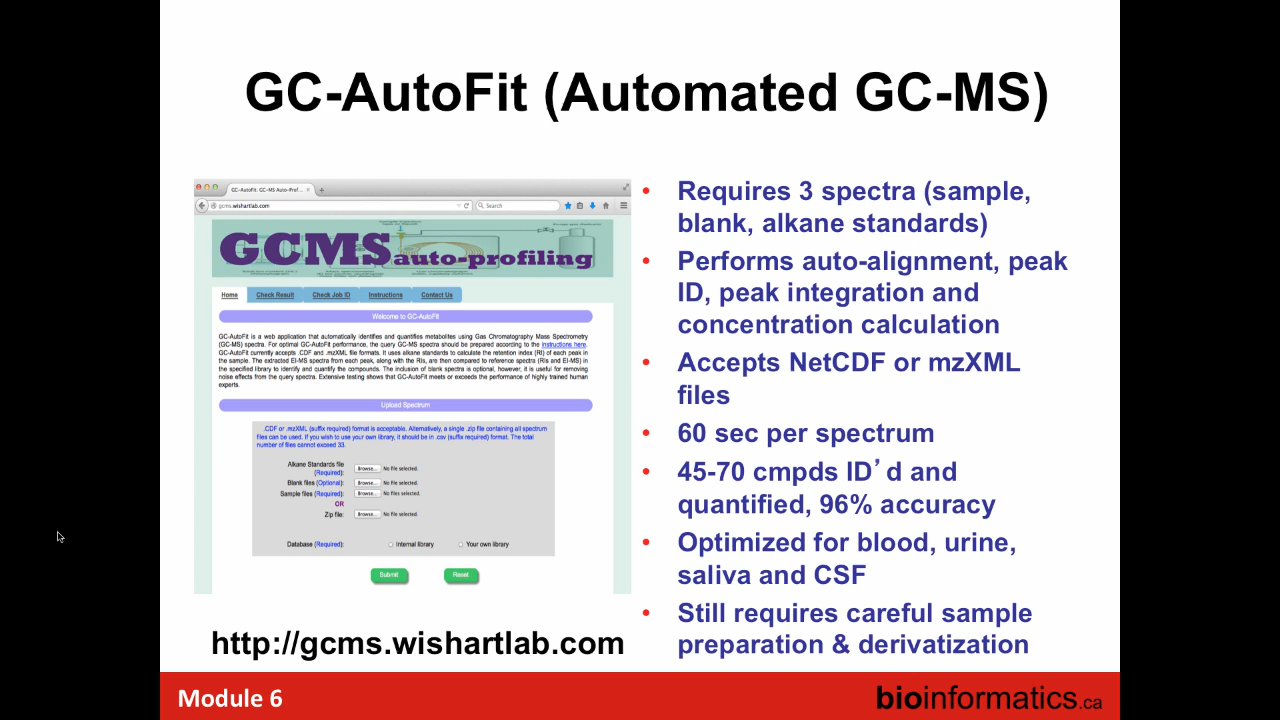 GC-AutoFit (Automated GC-MS)
GC-AutoFit: GC-MS Auto-Prof...
gcms.wishartlab.com
Search
GCMS auto-profiling
Home Check Result Check Job ID Instructions Contact Us
Welcome to GC-AutoFit
GC-AutoFit is a web application that automatically identifies and quantifies metabolites using Gas Chromatography Mass Spectrometry
(GC-MS) spectra. For optimal GC-AutoFit performance, the query GC-MS spectra should be prepared according to the instructions here.
GC-AutoFit currently accepts .CDF and .mzXML file formats. It uses alkane standards to calculate the retention index (RI) of each peak in
the sample. The extracted EI-MS spectra from each peak, along with the RIs, are then compared to reference spectra (RIs and EI-MS) in
the specified library to identify and quantify the compounds. The inclusion of blank spectra is optional, however, it is useful for removing
noise effects from the query spectra. Extensive testing shows that GC-AutoFit meets or exceeds the performance of highly trained human
experts.
Upload Spectrum
.CDF or .mzXML (suffix required) format is acceptable. Alternatively, a single .zip file containing all spectrum
files can be used. If you wish to use your own library, it should be in .csv (suffix required) format. The total
number of files cannot exceed 33.
Alkane Standards file
(Required): Browse... No file selected.
Blank files (Optional): Browse... No file selected.
Sample files (Required): Browse... No files selected.
OR
Zip file: Browse... No file selected.
Database (Required): Internal library Your own library
Submit Reset
http://gcms.wishartlab.com
• Requires 3 spectra (sample,
blank, alkane standards)
• Performs auto-alignment, peak
ID, peak integration and
concentration calculation
• Accepts NetCDF or mzXML
files
• 60 sec per spectrum
• 45-70 cmpds ID’d and
quantified, 96% accuracy
• Optimized for blood, urine,
saliva and CSF
• Still requires careful sample
preparation & derivatization
Module 6
bioinformatics.ca